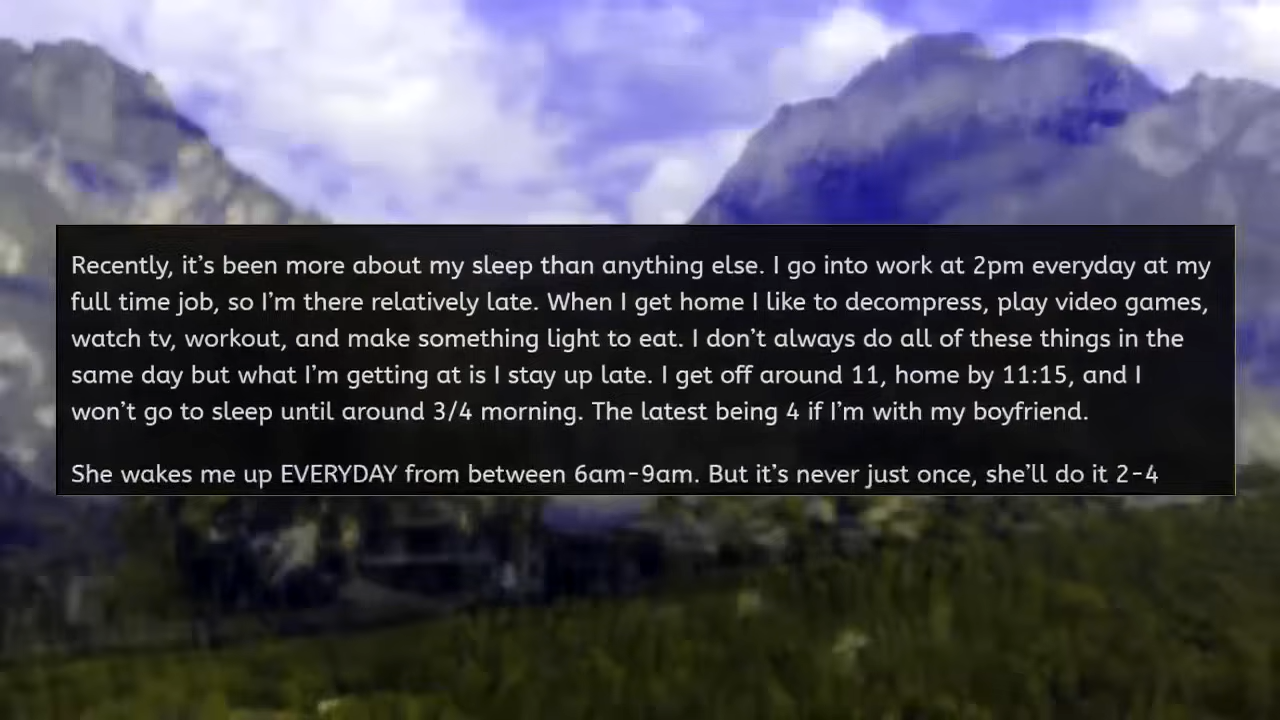 Recently, it's been more about my sleep than anything else. I go into work at 2pm everyday at my
full time job, so I'm there relatively late. When I get home I like to decompress, play video games,
watch tv, workout, and make something light to eat. I don't always do all of these things in the
same day but what I'm getting at is I stay up late. I get off around 11, home by 11:15, and I
won't go to sleep until around 3/4 morning. The latest being 4 if I'm with my boyfriend.
She wakes me up EVERYDAY from between 6am-9am. But it's never just once, she'll do it 2-4